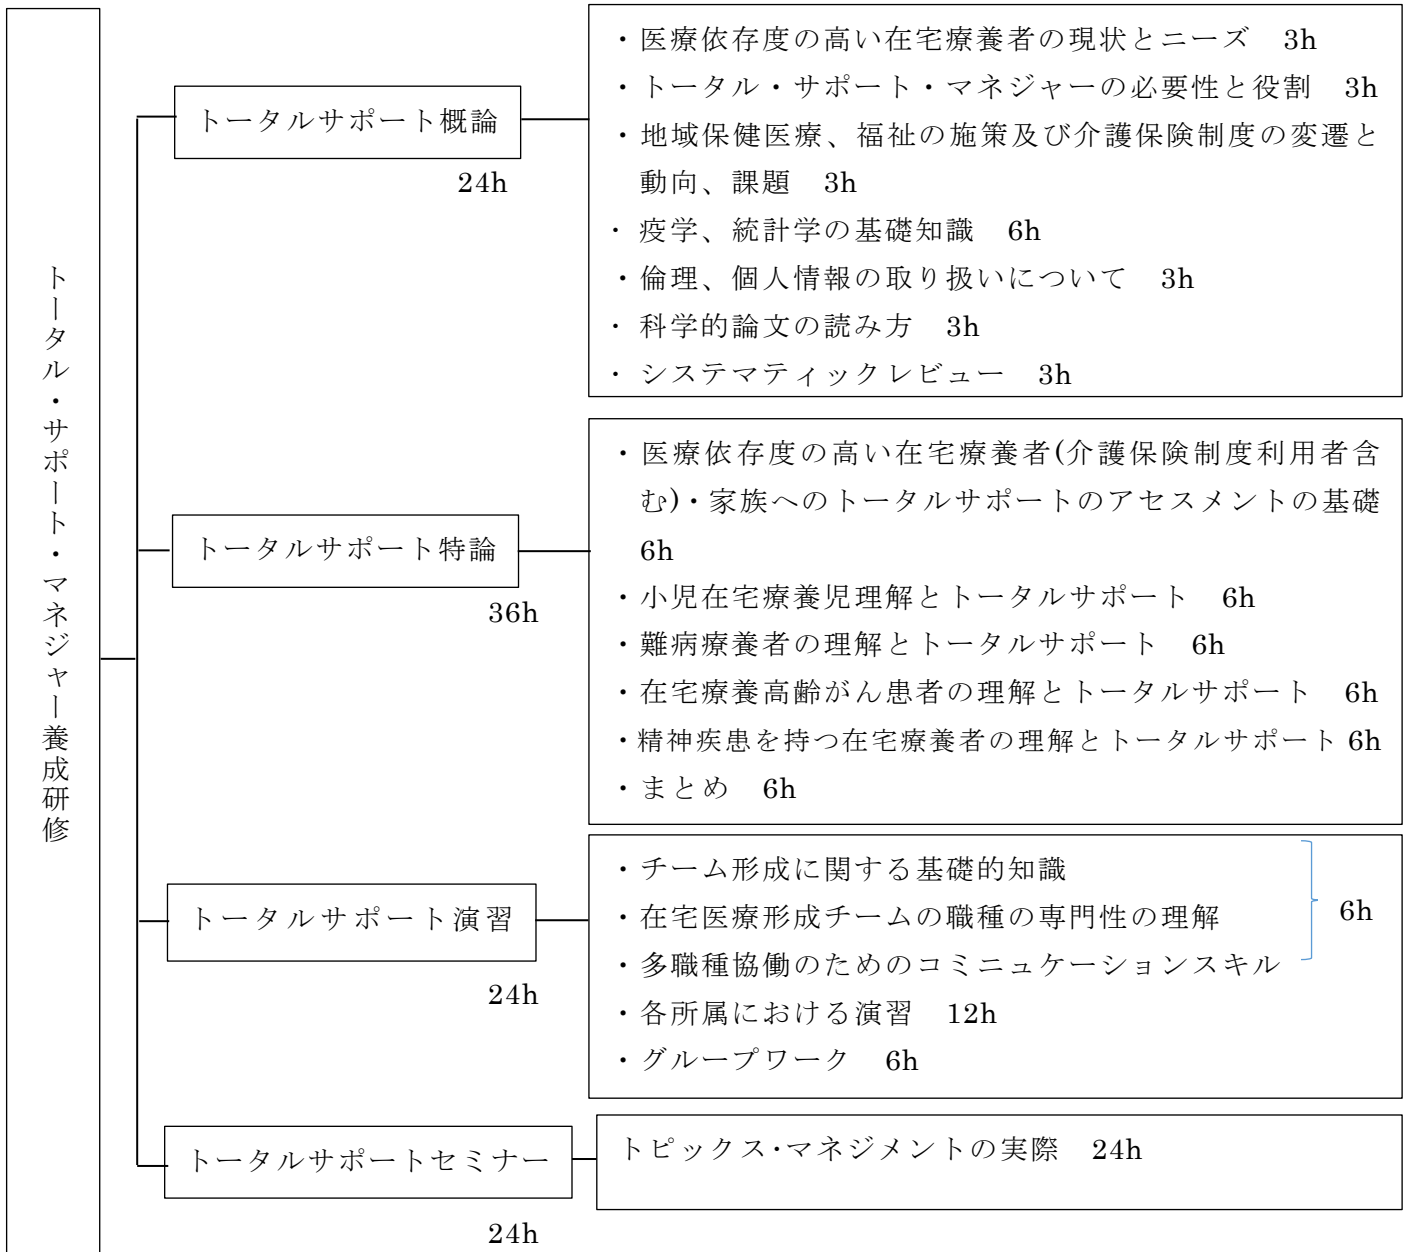 トータル・サポート・マネジャー養成研修
トータルサポート概論
24h
・医療依存度の高い在宅療養者の現状とニーズ　3h
・トータル・サポート・マネジャーの必要性と役割　3h
・地域保健医療、福祉の施策及び介護保険制度の変遷と
動向、課題　3h
・疫学、統計学の基礎知識　6h
・倫理、個人情報の取り扱いについて　3h
・科学的論文の読み方　3h
・システマティックレビュー　3h
トータルサポート特論
36h
・医療依存度の高い在宅療養者(介護保険制度利用者含
む)・家族へのトータルサポートのアセスメントの基礎
6h
・小児在宅療養児理解とトータルサポート　6h
・難病療養者の理解とトータルサポート　6h
・在宅療養高齢がん患者の理解とトータルサポート　6h
・精神疾患を持つ在宅療養者の理解とトータルサポート 6h
・まとめ　6h
トータルサポート演習
24h
・チーム形成に関する基礎的知識
・在宅医療形成チームの職種の専門性の理解
6h
・多職種協働のためのコミニュケーションスキル
・各所属における演習　12h
・グループワーク　6h
トータルサポートセミナー
24h
トピックス・マネジメントの実際　24h